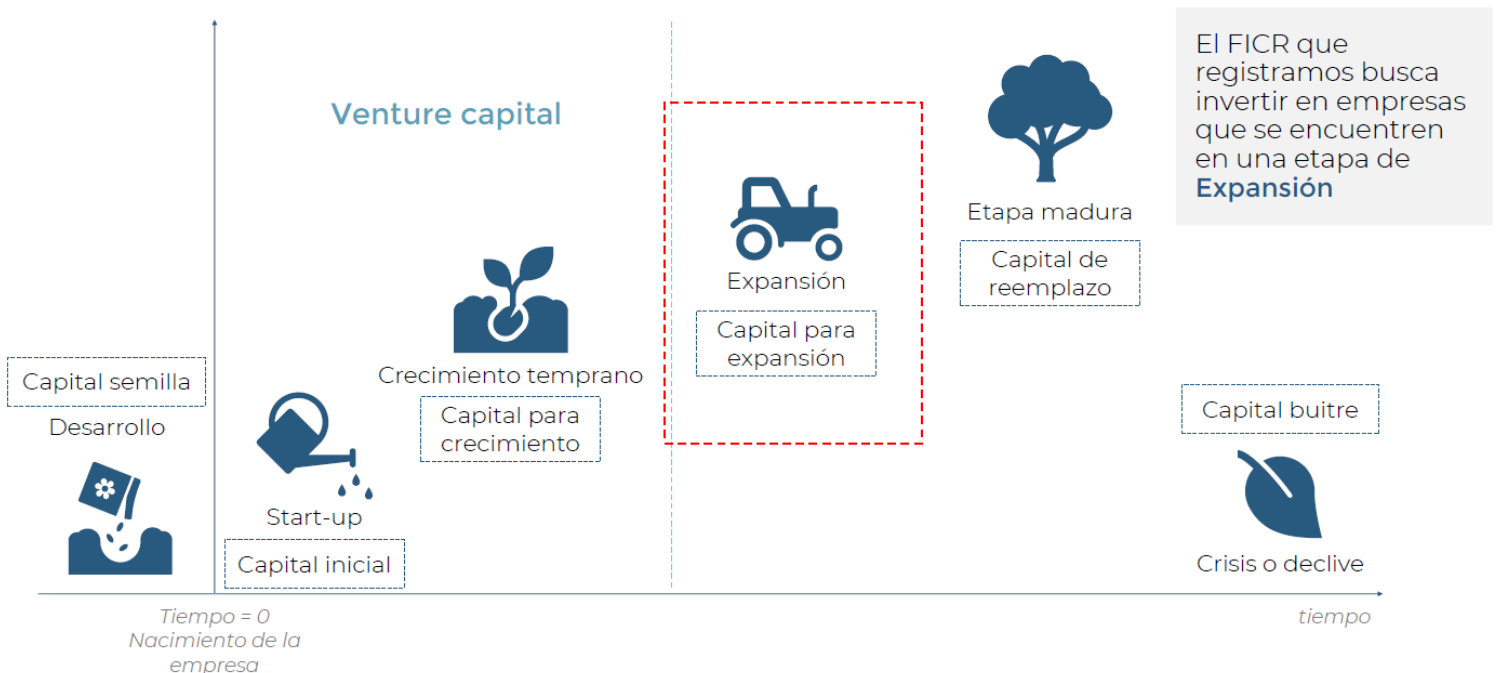 Capital semilla
Desarrollo
Venture capital
Start-up
Capital inicial
Crecimiento temprano
Capital para
crecimiento
Expansión
Capital para
expansión
Etapa madura
Capital de
reemplazo
El FICR que
registramos busca
invertir en empresas
que se encuentren
en una etapa de
Expansión
Capital buitre
Crisis o declive
Tiempo = 0
Nacimiento de la
empresa
tiempo